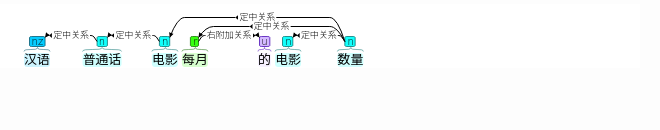 定中关系
定中关系
定中关系 定中关系 右附加关系 定中关系
nz n n r u n n
汉语 普通话 电影 每月 的 电影 数量